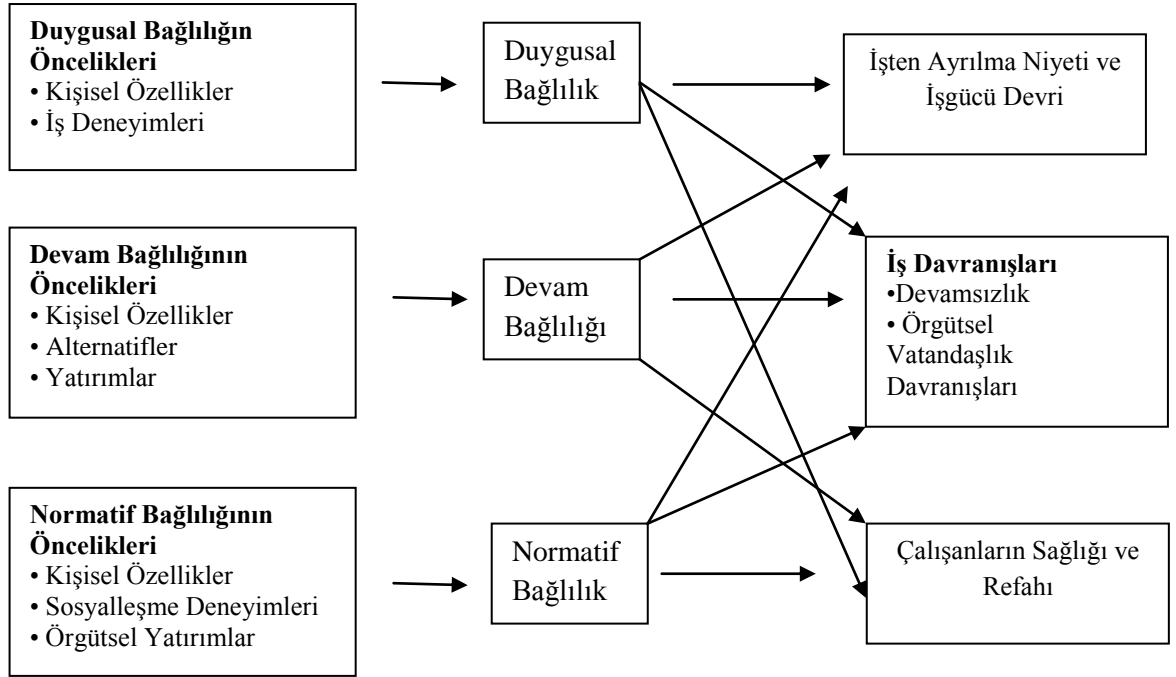 Duygusal Bağlılığın
Öncelikleri
• Kişisel Özellikler
• İş Deneyimleri
Duygusal
Bağlılık
İşten Ayrılma Niyeti ve
İşgücü Devri
Devam Bağlılığının
Öncelikleri
• Kişisel Özellikler
• Alternatifler
• Yatırımlar
Devam
Bağlılığı
İş Davranışları
•Devamsızlık
• Örgütsel
Vatandaşlık
Davranışları
Normatif Bağlılığının
Öncelikleri
• Kişisel Özellikler
• Sosyalleşme Deneyimleri
• Örgütsel Yatırımlar
Normatif
Bağlılık
Çalışanların Sağlığı ve
Refahı